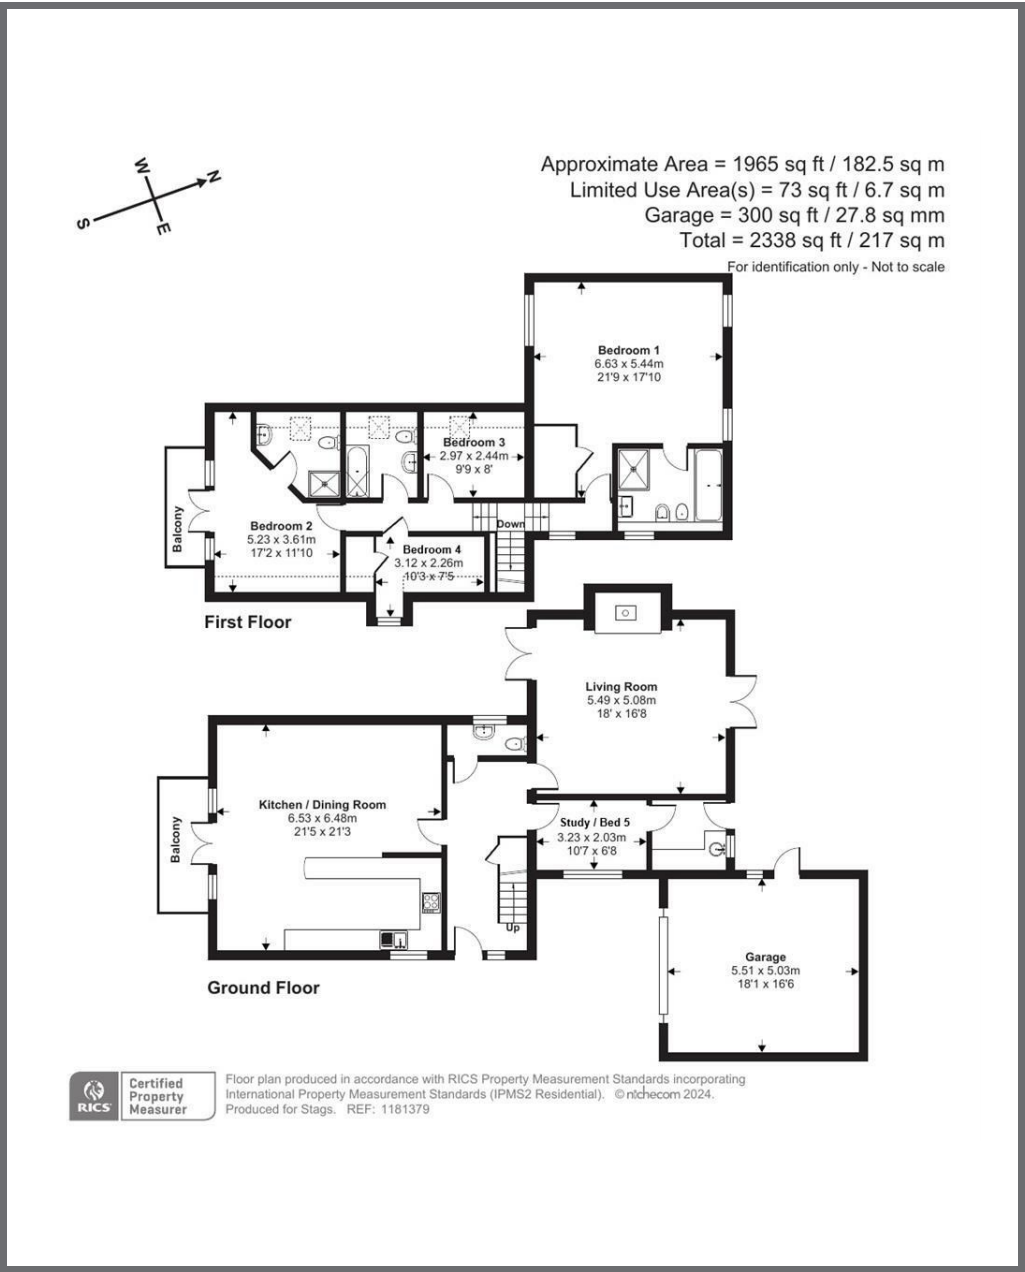 W
N
S
E
Approximate Area = 1965 sq ft / 182.5 sq m
Limited Use Area(s) = 73 sq ft / 6.7 sq m
Garage = 300 sq ft / 27.8 sq mm
Total = 2338 sq ft / 217 sq m
For identification only - Not to scale
Bedroom 1
6.63 x 5.44m
21'9 x 17'10
Bedroom 3
2.97 x 2.44m
9'9 x 8'
Balcony
Bedroom 2
5.23 x 3.61m
17'2 x 11'10
Down
Bedroom 4
3.12 x 2.26m
10'3 x 7'5
First Floor
Living Room
5.49 x 5.08m
18' x 16'8
Balcony
Kitchen / Dining Room
6.53 x 6.48m
21'5 x 21'3
Study / Bed 5
3.23 x 2.03m
10'7 x 6'8
Up
Garage
5.51 x 5.03m
18'1 x 16'6
Ground Floor
RICS
Certified
Property
Measurer
Floor plan produced in accordance with RICS Property Measurement Standards incorporating
International Property Measurement Standards (IPMS2 Residential). © nichecom 2024.
Produced for Stags. REF: 1181379